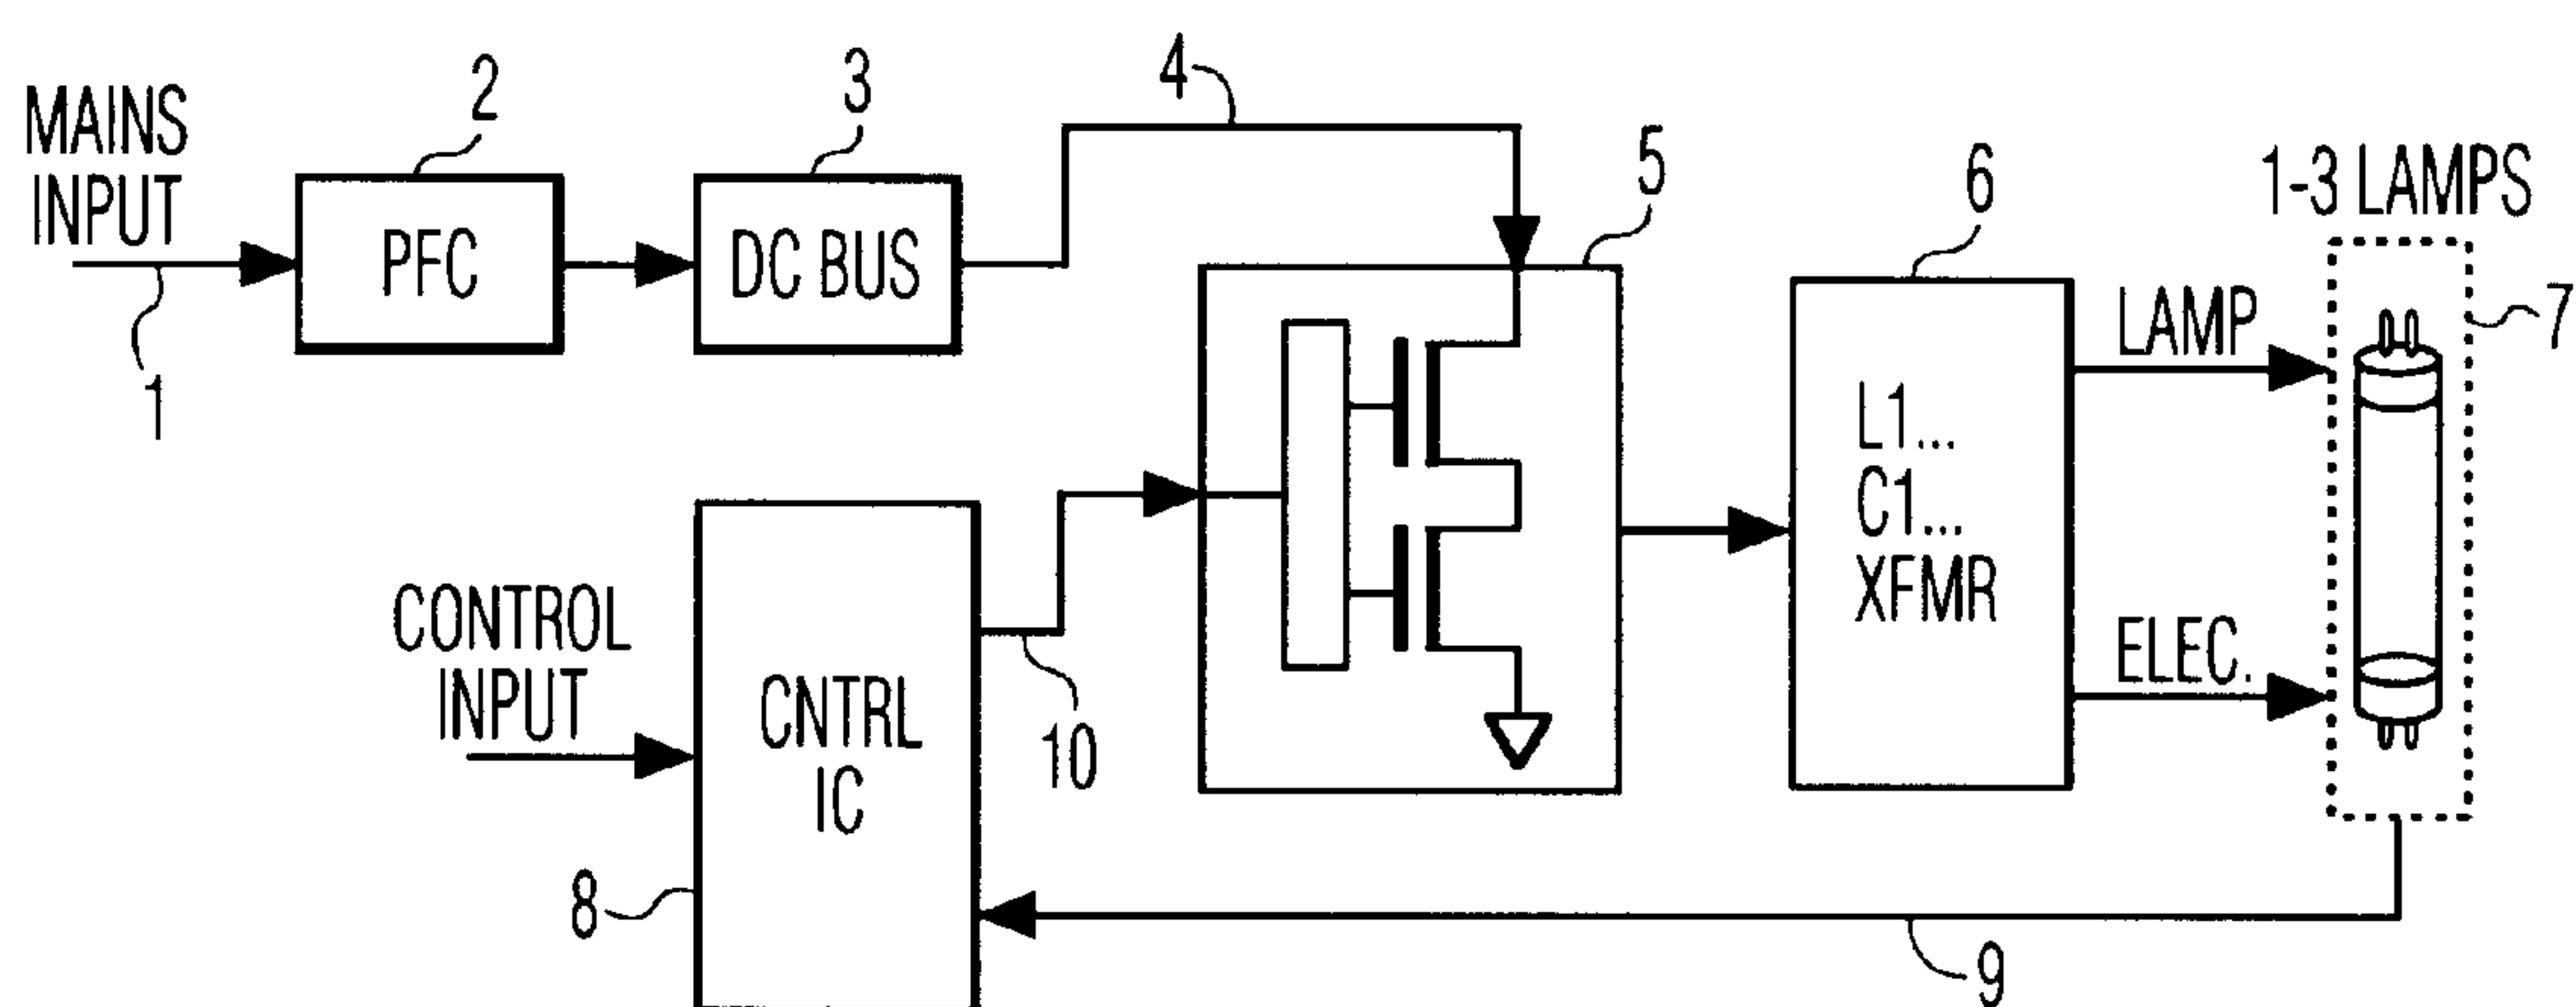 MAINS
INPUT
1
2
PFC
3
DC BUS
4
5
6
L1...
C1...
XFMR
LAMP
ELEC.
1-3 LAMPS
7
CONTROL
INPUT
CNTRL
IC
8
10
9